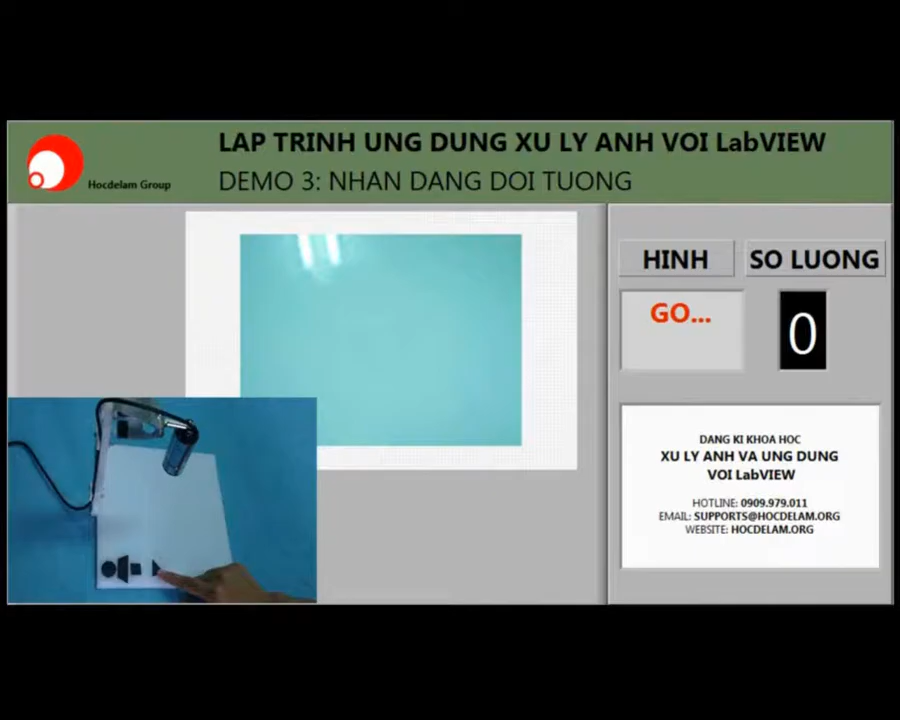 LAP TRINH UNG DUNG XU LY ANH VOI LabVIEW
Hocdelam Group
DEMO 3: NHAN DANG DOI TUONG
HINH
SO LUONG
GO...
0
DANG KI KHOA HOC
XU LY ANH VA UNG DUNG
VOI LabVIEW
HOTLINE: 0909.979.011
EMAIL: SUPPORTS@HOCDELAM.ORG
WEBSITE: HOCDELAM.ORG